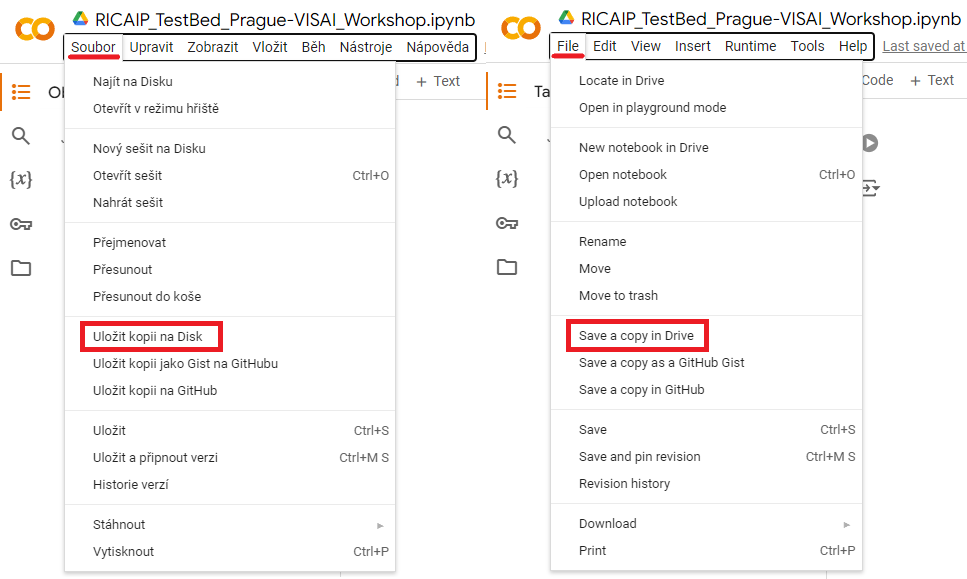 RICAIP_TestBed_Prague-VISAI_Workshop.ipynb
Soubor Upravit Zobrazit Vložit Běh Nástroje Nápověda
+ Text
Najít na Disku
Otevřít v režimu hřiště
Nový sešit na Disku
Otevřít sešit Ctrl+O
Nahrát sešit
{x}
Přejmenovat
Přesunout
Přesunout do koše
Uložit kopii na Disk
Uložit kopii jako Gist na GitHubu
Uložit kopii na GitHub
Uložit Ctrl+S
Uložit a připnout verzi Ctrl+M S
Historie verzí
Stáhnout
Vytisknout Ctrl+P
RICAIP_TestBed_Prague-VISAI_Workshop.ipynb
File Edit View Insert Runtime Tools Help Last saved at
Code + Text
Locate in Drive
Open in playground mode
New notebook in Drive
Open notebook Ctrl+O
Upload notebook
{x}
Rename
Move
Move to trash
Save a copy in Drive
Save a copy as a GitHub Gist
Save a copy in GitHub
Save Ctrl+S
Save and pin revision Ctrl+M S
Revision history
Download
Print Ctrl+P